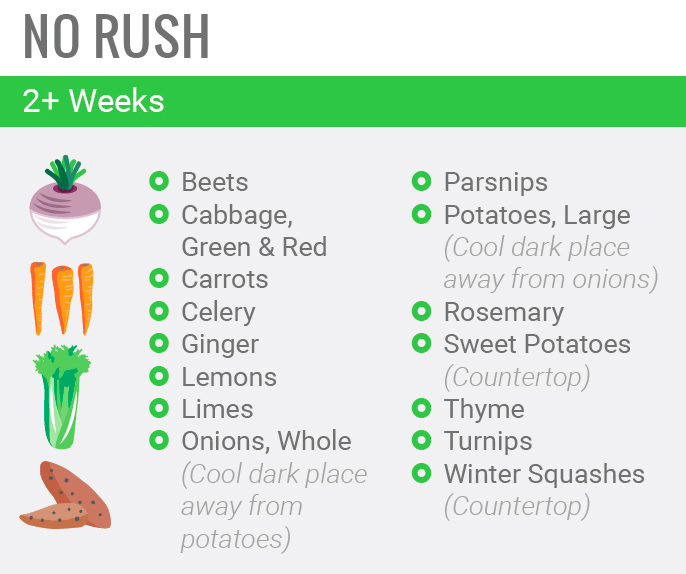 NO RUSH
2+ Weeks
Beets
Cabbage,
Green & Red
Carrots
Celery
Ginger
Lemons
Limes
Onions, Whole
(Cool dark place
away from
potatoes)
Parsnips
Potatoes, Large
(Cool dark place
away from onions)
Rosemary
Sweet Potatoes
(Countertop)
Thyme
Turnips
Winter Squashes
(Countertop)